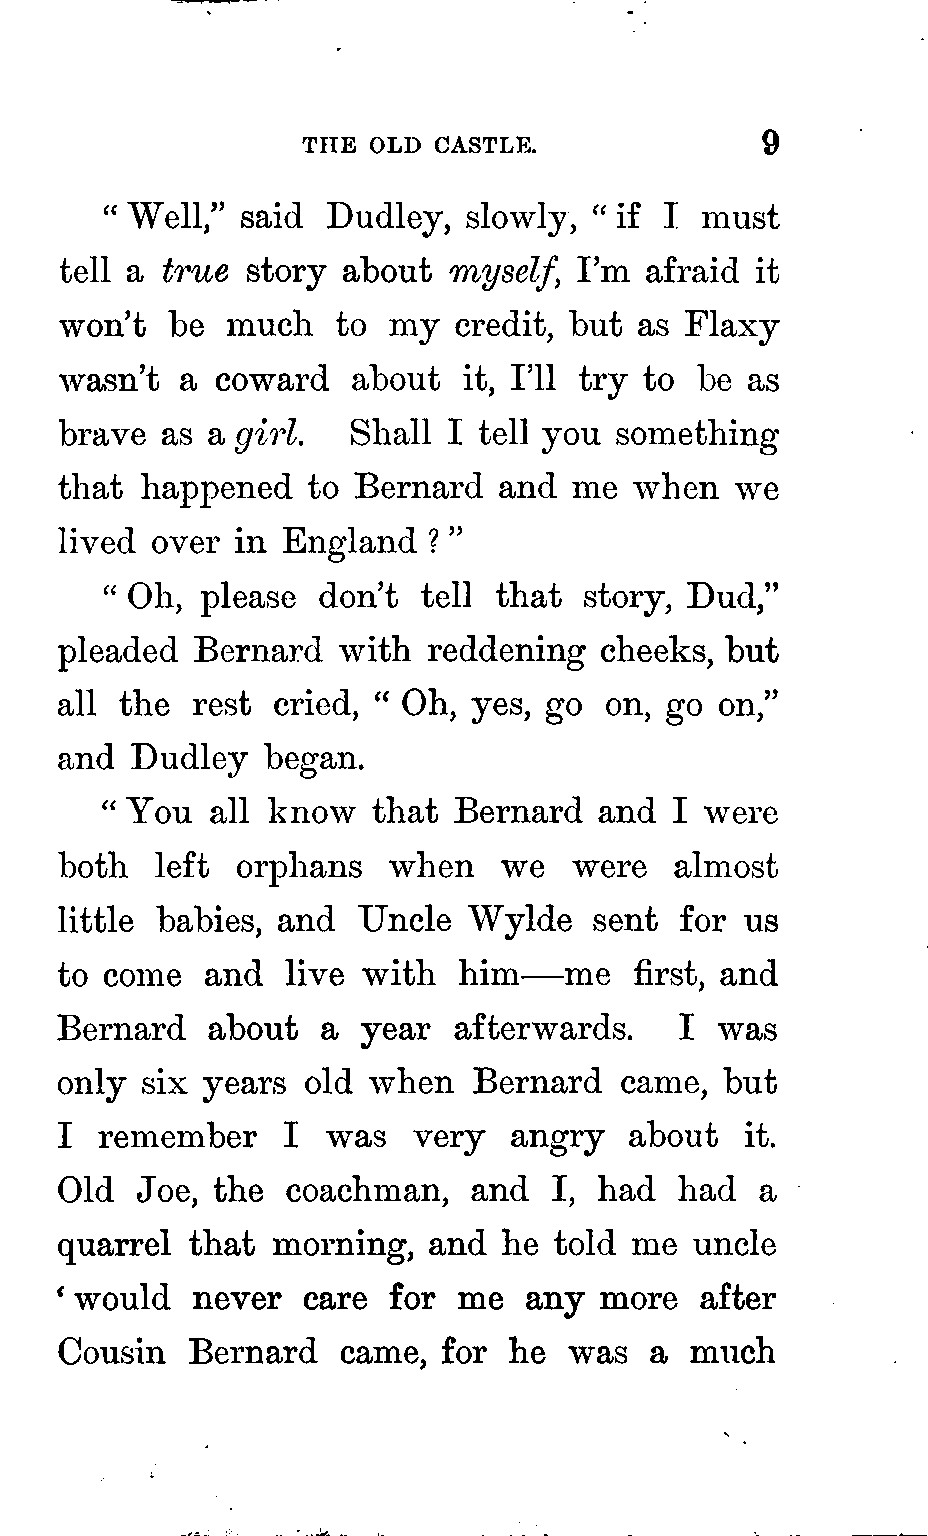 THE OLD CASTLE. 9
“Well,” said Dudley, slowly, “if I must
tell a true story about myself, I’m afraid it
won’t be much to my credit, but as Flaxy
wasn’t a coward about it, I’ll try to be as
brave as a girl. Shall I tell you something
that happened to Bernard and me when we
lived over in England?”
“Oh, please don’t tell that story, Dud,”
pleaded Bernard with reddening cheeks, but
all the rest cried, “Oh, yes, go on, go on,”
and Dudley began.
“You all know that Bernard and I were
both left orphans when we were almost
little babies, and Uncle Wylde sent for us
to come and live with him—me first, and
Bernard about a year afterwards. I was
only six years old when Bernard came, but
I remember I was very angry about it.
Old Joe, the coachman, and I, had had a
quarrel that morning, and he told me uncle
‘would never care for me any more after
Cousin Bernard came, for he was a much